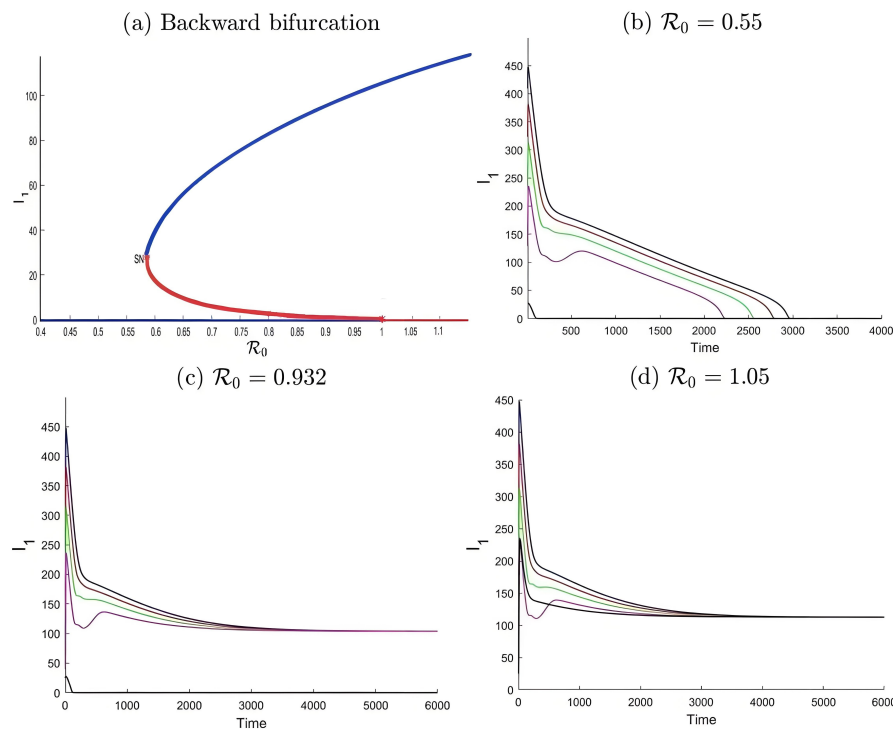 (a) Backward bifurcation
100
80
60
I₁
40
SN
20
0
0.4 0.45 0.5 0.55 0.6 0.65 0.7 0.75 0.8 0.85 0.9 0.95 1 1.05 1.1
ℛ₀
(b) ℛ₀ = 0.55
450
400
350
300
250
I₁
200
150
100
50
0
500 1000 1500 2000 2500 3000 3500 4000
Time
(c) ℛ₀ = 0.932
450
400
350
300
250
I₁
200
150
100
50
0
0 1000 2000 3000 4000 5000 6000
Time
(d) ℛ₀ = 1.05
450
400
350
300
250
I₁
200
150
100
50
0
0 1000 2000 3000 4000 5000 6000
Time